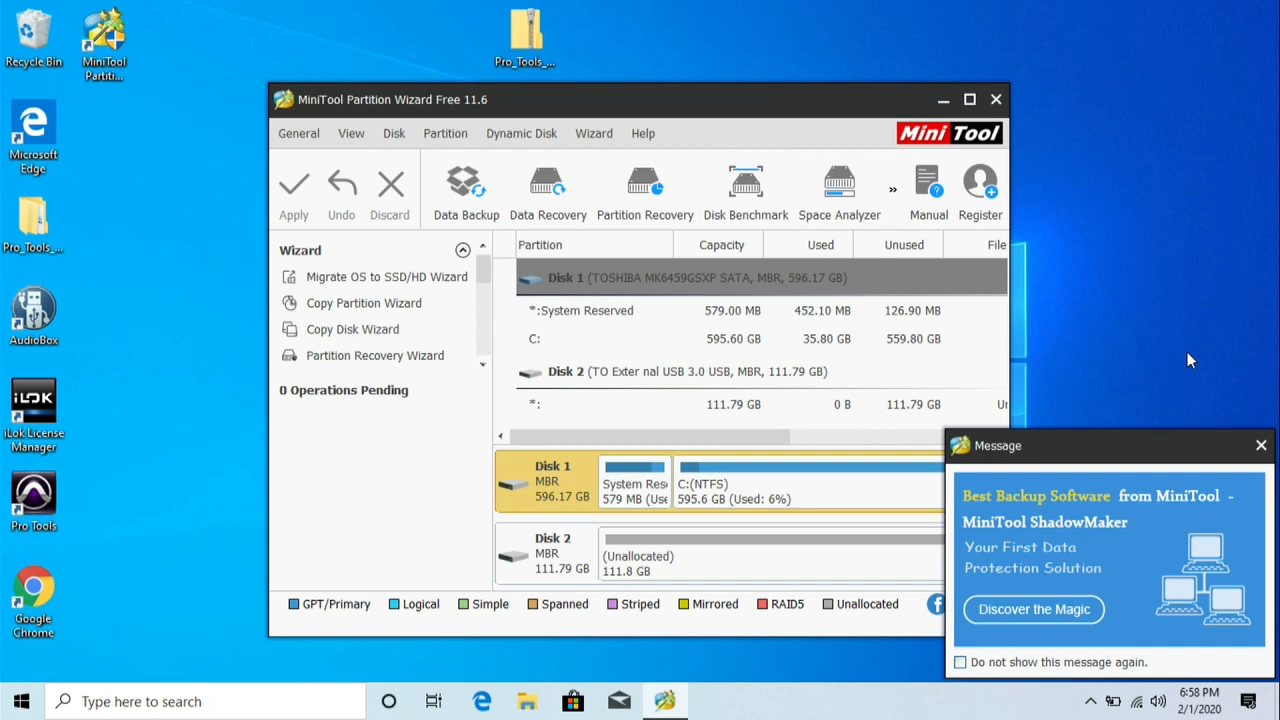 Recycle Bin
MiniTool
Partiti...
Pro_Tools_...
Microsoft
Edge
Pro_Tools_...
AudioBox
iLOK
iLok License
Manager
Pro Tools
Google
Chrome
MiniTool Partition Wizard Free 11.6
General View Disk Partition Dynamic Disk Wizard Help
Mini Tool
Apply Undo Discard Data Backup Data Recovery Partition Recovery Disk Benchmark Space Analyzer » Manual Register
Wizard
Migrate OS to SSD/HD Wizard
Copy Partition Wizard
Copy Disk Wizard
Partition Recovery Wizard
0 Operations Pending
Partition Capacity Used Unused File
Disk 1 (TOSHIBA MK6459GSXP SATA, MBR, 596.17 GB)
*:System Reserved 579.00 MB 452.10 MB 126.90 MB
C: 595.60 GB 35.80 GB 559.80 GB
Disk 2 (TO Exter nal USB 3.0 USB, MBR, 111.79 GB)
*: 111.79 GB 0 B 111.79 GB Un
Disk 1
MBR
596.17 GB
System Rese
579 MB (Use
C:(NTFS)
595.6 GB (Used: 6%)
Disk 2
MBR
111.79 GB
(Unallocated)
111.8 GB
GPT/Primary Logical Simple Spanned Striped Mirrored RAID5 Unallocated
Message
Best Backup Software from MiniTool -
MiniTool ShadowMaker
Your First Data
Protection Solution
Discover the Magic
Do not show this message again.
Type here to search
6:58 PM
2/1/2020